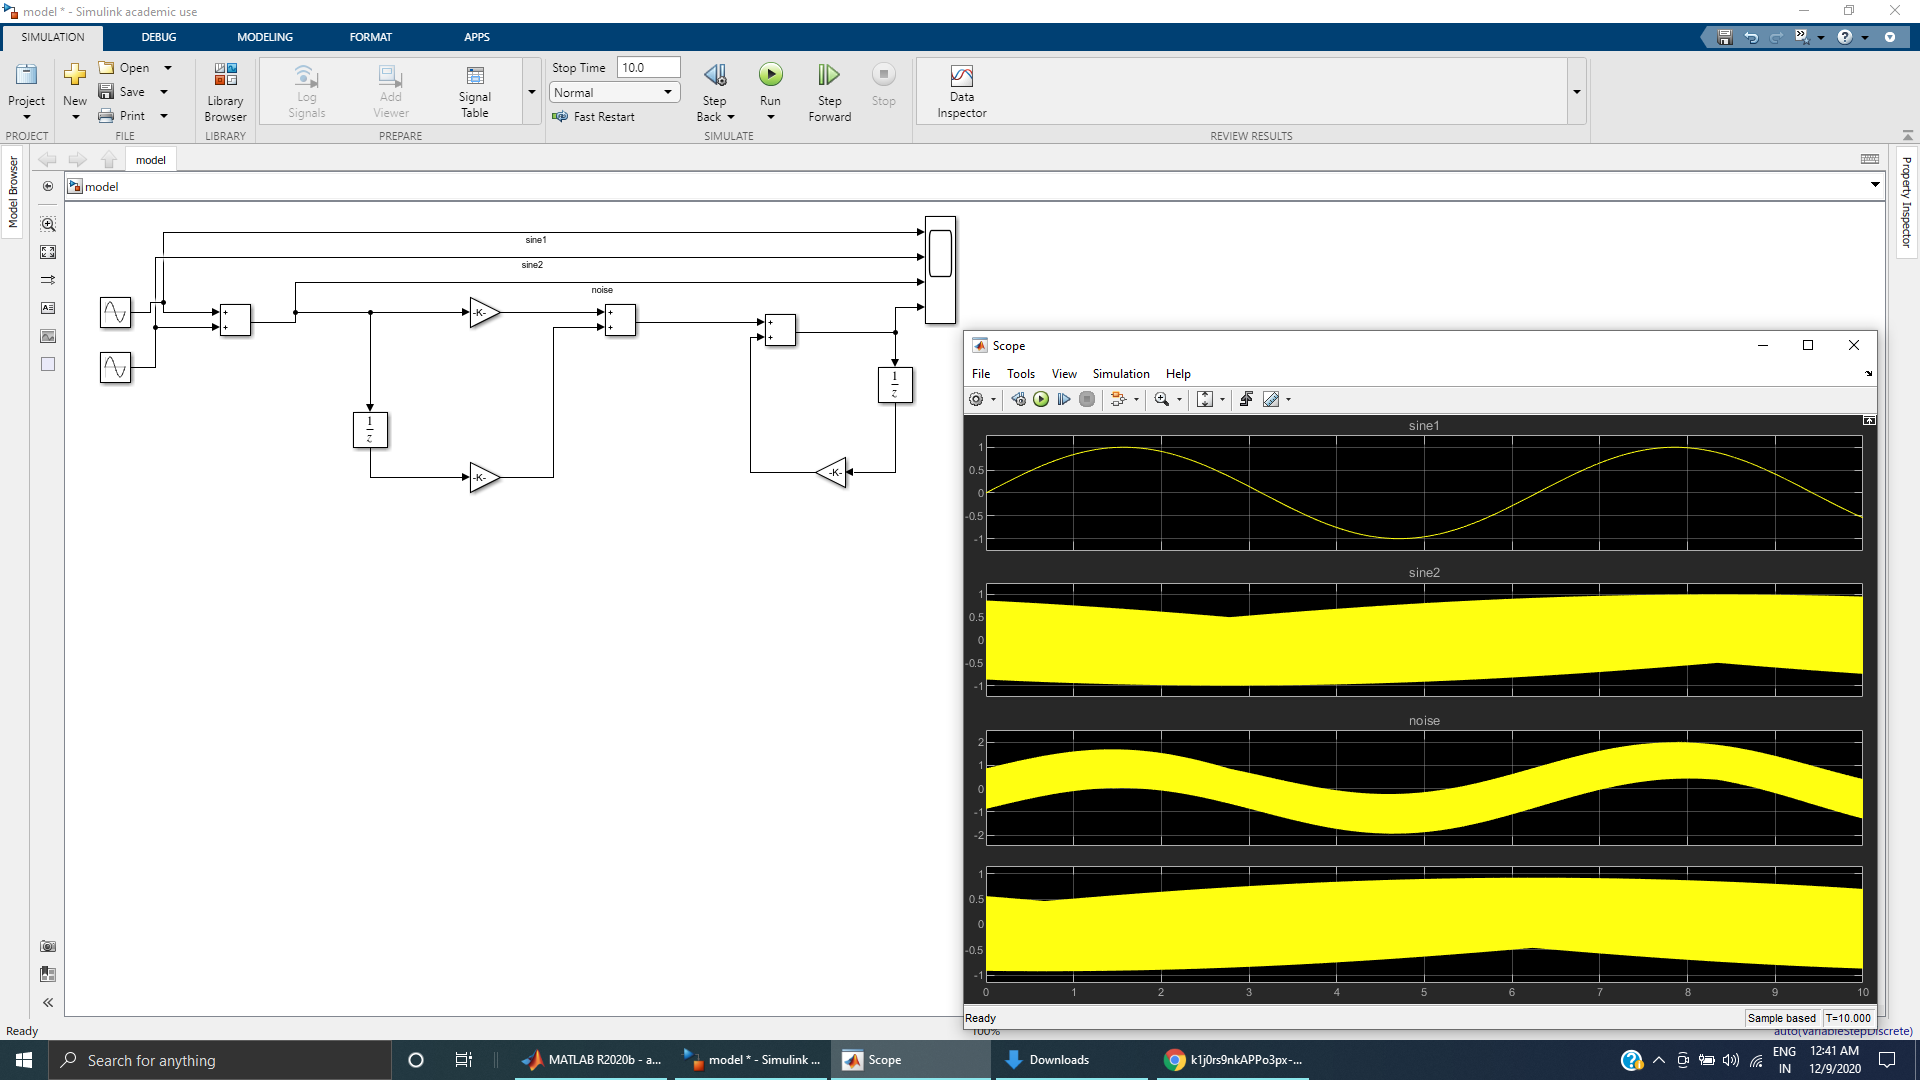 model * - Simulink academic use
SIMULATION DEBUG MODELING FORMAT APPS
Project
PROJECT
New
Open
Save
Print
FILE
Library
Browser
LIBRARY
Log
Signals
Add
Viewer
Signal
Table
PREPARE
Stop Time 10.0
Normal
Fast Restart
Step
Back
Run
Step
Forward
Stop
SIMULATE
Data
Inspector
REVIEW RESULTS
Model Browser
Property Inspector
model
model
sine1
sine2
noise
+
+
-K-
+
+
+
+
1
z
1
z
-K-
-K-
Scope
File Tools View Simulation Help
sine1
1
0.5
0
-0.5
-1
sine2
1
0.5
0
-0.5
-1
noise
2
1
0
-1
-2
1
0.5
0
-0.5
-1
0 1 2 3 4 5 6 7 8 9 10
Ready Sample based T=10.000
Ready 100% auto(VariableStepDiscrete)
Search for anything
MATLAB R2020b - a...
model * - Simulink ...
Scope
Downloads
k1j0rs9nkAPPo3px-...
ENG
IN
12:41 AM
12/9/2020